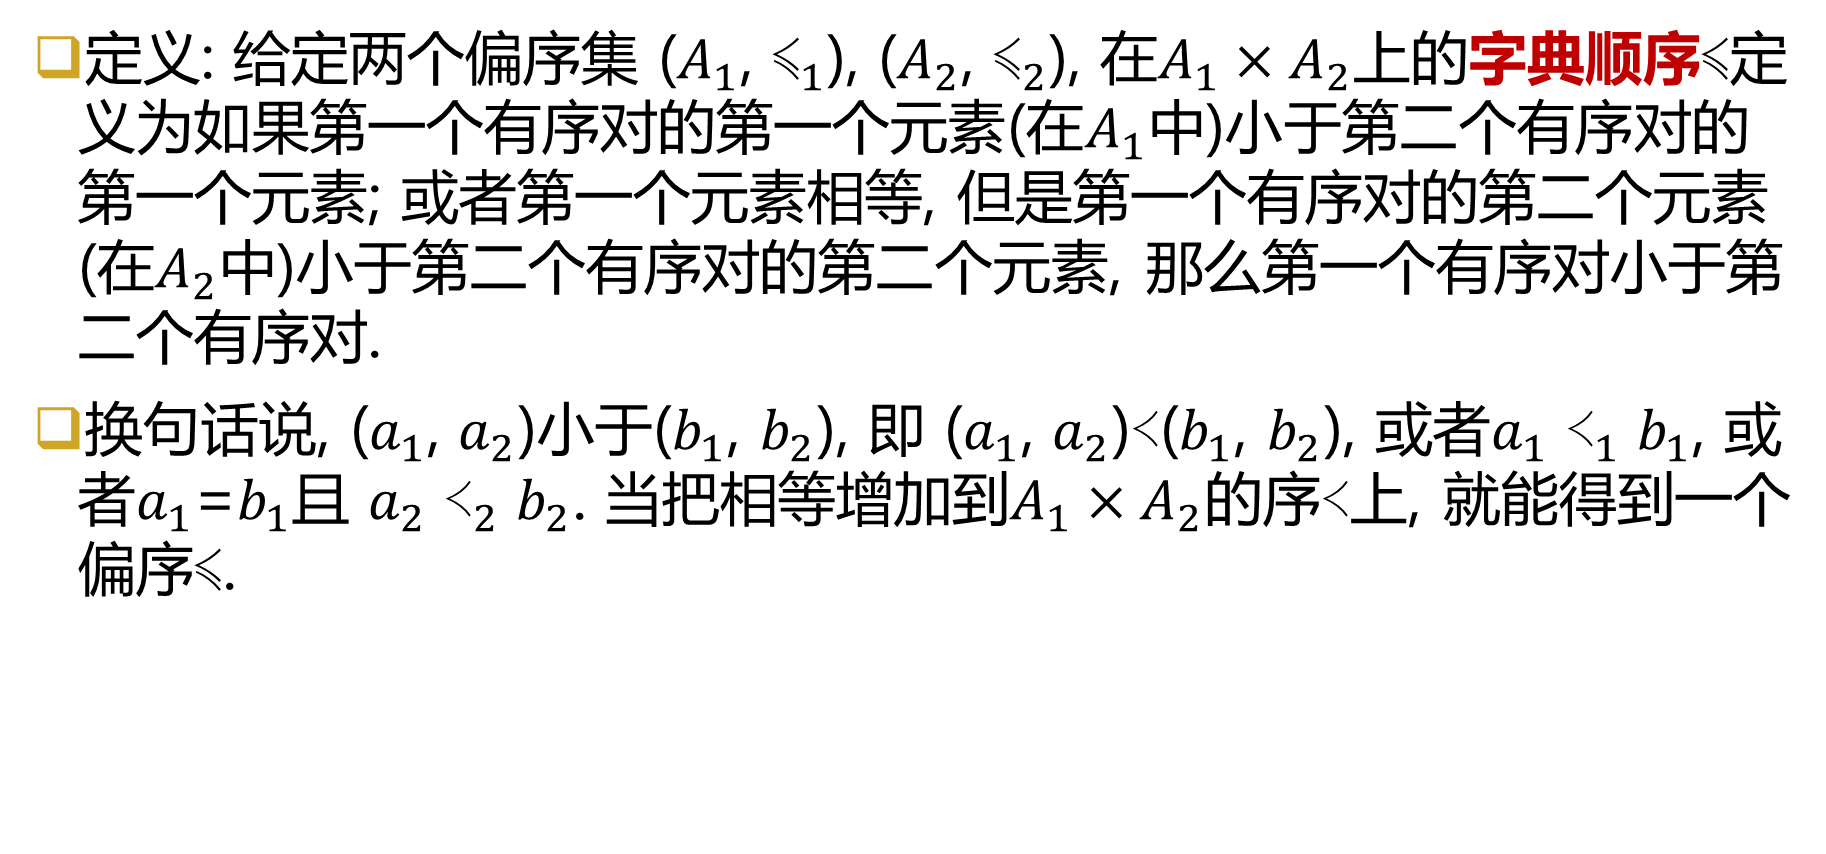 ❑定义: 给定两个偏序集 (A₁, ≼₁), (A₂, ≼₂), 在A₁ × A₂上的字典顺序≼定
义为如果第一个有序对的第一个元素(在A₁中)小于第二个有序对的
第一个元素; 或者第一个元素相等, 但是第一个有序对的第二个元素
(在A₂中)小于第二个有序对的第二个元素, 那么第一个有序对小于第
二个有序对.
❑换句话说, (a₁, a₂)小于(b₁, b₂), 即 (a₁, a₂)≺(b₁, b₂), 或者a₁ ≺₁ b₁, 或
者a₁=b₁且 a₂ ≺₂ b₂. 当把相等增加到A₁ × A₂的序≺上, 就能得到一个
偏序≼.